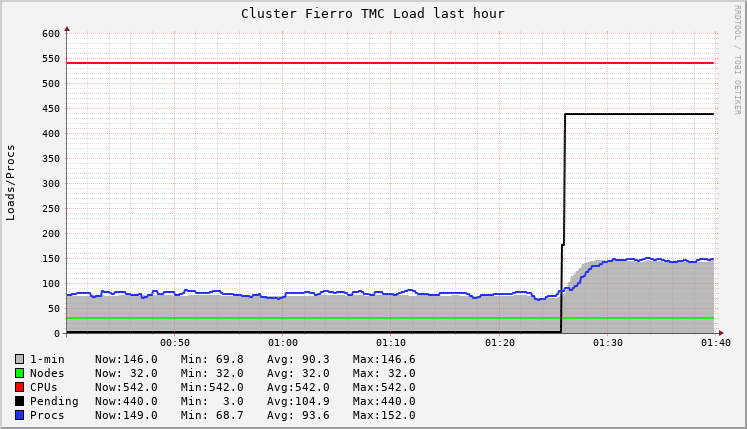 Cluster Fierro TMC Load last hour
RRDTOOL / TOBI OETIKER
Loads/Procs
600
550
500
450
400
350
300
250
200
150
100
50
0
00:50 01:00 01:10 01:20 01:30 01:40
1-min Now:146.0 Min: 69.8 Avg: 90.3 Max:146.6
Nodes Now: 32.0 Min: 32.0 Avg: 32.0 Max: 32.0
CPUs Now:542.0 Min:542.0 Avg:542.0 Max:542.0
Pending Now:440.0 Min: 3.0 Avg:104.9 Max:440.0
Procs Now:149.0 Min: 68.7 Avg: 93.6 Max:152.0